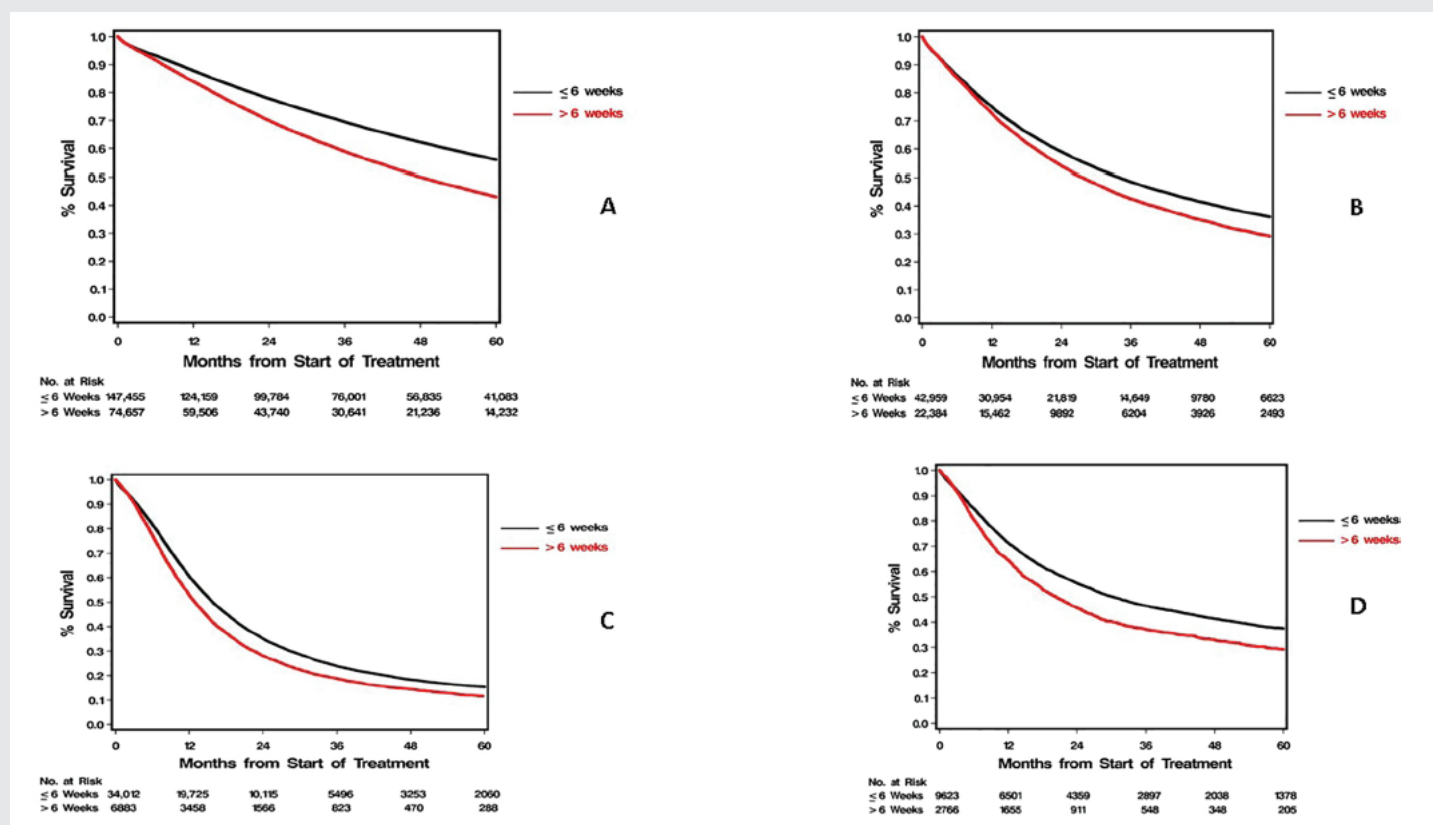 1.0
0.9
0.8
0.7
0.6
0.5
0.4
0.3
0.2
0.1
0.0
% Survival
0 12 24 36 48 60
Months from Start of Treatment
≤ 6 weeks
> 6 weeks
A
No. at Risk
≤ 6 Weeks 147,455 124,159 99,784 76,001 56,835 41,083
> 6 Weeks 74,657 59,506 43,740 30,641 21,236 14,232
1.0
0.9
0.8
0.7
0.6
0.5
0.4
0.3
0.2
0.1
0.0
% Survival
0 12 24 36 48 60
Months from Start of Treatment
≤ 6 weeks
> 6 weeks
B
No. at Risk
≤ 6 Weeks 42,959 30,954 21,819 14,649 9780 6623
> 6 Weeks 22,384 15,462 9892 6204 3926 2493
1.0
0.9
0.8
0.7
0.6
0.5
0.4
0.3
0.2
0.1
0.0
% Survival
0 12 24 36 48 60
Months from Start of Treatment
≤ 6 weeks
> 6 weeks
C
No. at Risk
≤ 6 Weeks 34,012 19,725 10,115 5496 3253 2060
> 6 Weeks 6883 3458 1566 823 470 288
1.0
0.9
0.8
0.7
0.6
0.5
0.4
0.3
0.2
0.1
0.0
% Survival
0 12 24 36 48 60
Months from Start of Treatment
≤ 6 weeks
> 6 weeks
D
No. at Risk
≤ 6 Weeks 9623 6501 4359 2897 2038 1378
> 6 Weeks 2766 1655 911 548 348 205